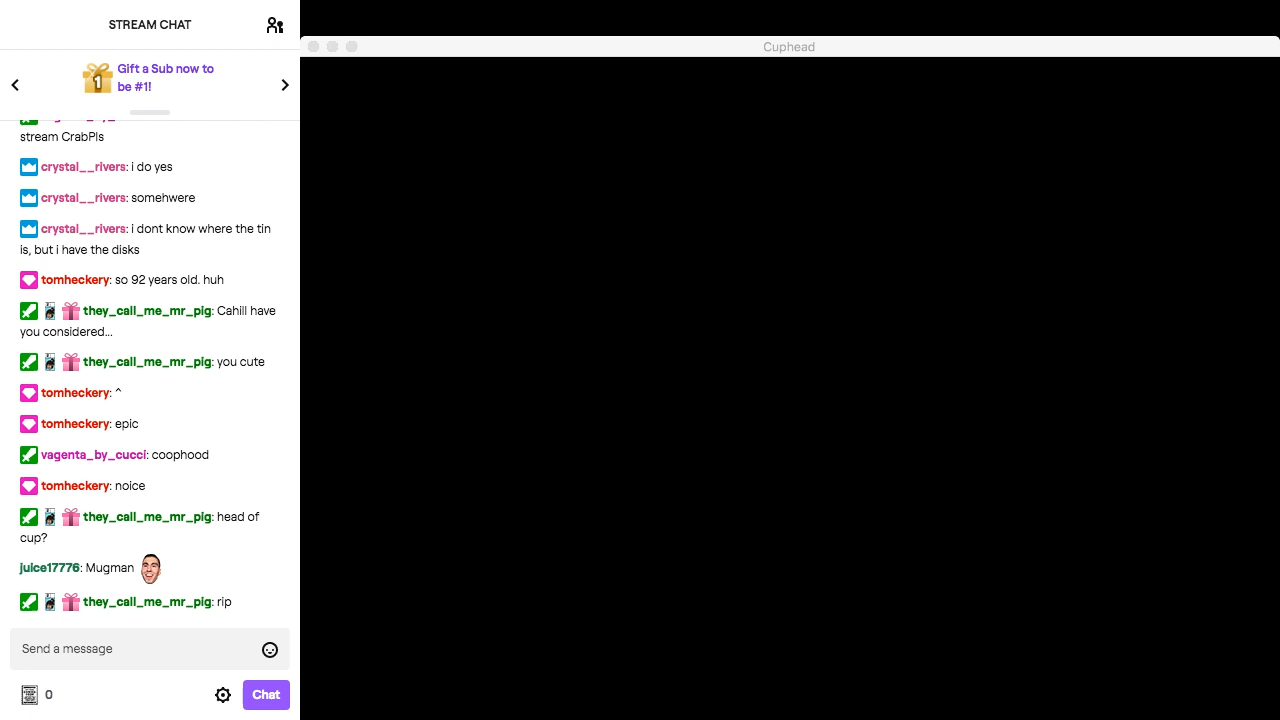 STREAM CHAT
Cuphead
Gift a Sub now to
be #1!
1
stream CrabPls
crystal__rivers: i do yes
crystal__rivers: somehwere
crystal__rivers: i dont know where the tin
is, but i have the disks
tomheckery: so 92 years old. huh
they_call_me_mr_pig: Cahill have
you considered...
they_call_me_mr_pig: you cute
tomheckery: ^
tomheckery: epic
vagenta_by_cucci: coophood
tomheckery: noice
they_call_me_mr_pig: head of
cup?
juice17776: Mugman
they_call_me_mr_pig: rip
Send a message
0
Chat